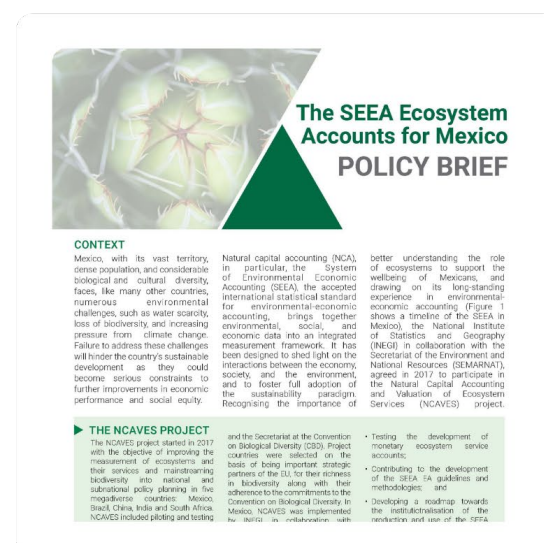 The SEEA Ecosystem
Accounts for Mexico
POLICY BRIEF
CONTEXT
Mexico, with its vast territory,
dense population, and considerable
biological and cultural diversity,
faces, like many other countries,
numerous environmental
challenges, such as water scarcity,
loss of biodiversity, and increasing
pressure from climate change.
Failure to address these challenges
will hinder the country's sustainable
development as they could
become serious constraints to
further improvements in economic
performance and social equity.
Natural capital accounting (NCA),
in particular, the System
of Environmental Economic
Accounting (SEEA), the accepted
international statistical standard
for environmental-economic
accounting, brings together
environmental, social, and
economic data into an integrated
measurement framework. It has
been designed to shed light on the
interactions between the economy,
society, and the environment,
and to foster full adoption of
the sustainability paradigm.
Recognising the importance of
better understanding the role
of ecosystems to support the
wellbeing of Mexicans, and
drawing on its long-standing
experience in environmental-
economic accounting (Figure 1
shows a timeline of the SEEA in
Mexico), the National Institute
of Statistics and Geography
(INEGI) in collaboration with the
Secretariat of the Environment and
National Resources (SEMARNAT),
agreed in 2017 to participate in
the Natural Capital Accounting
and Valuation of Ecosystem
Services (NCAVES) project.
THE NCAVES PROJECT
The NCAVES project started in 2017
with the objective of improving the
measurement of ecosystems and
their services and mainstreaming
biodiversity into national and
subnational policy planning in five
megadiverse countries: Mexico,
Brazil, China, India and South Africa.
NCAVES included piloting and testing
and the Secretariat at the Convention
on Biological Diversity (CBD). Project
countries were selected on the
basis of being important strategic
partners of the EU, for their richness
in biodiversity along with their
adherence to the commitments to the
Convention on Biological Diversity. In
Mexico, NCAVES was implemented
by INEGI, in collaboration with
• Testing the development of
monetary ecosystem service
accounts;
• Contributing to the development
of the SEEA EA guidelines and
methodologies; and
• Developing a roadmap towards
the institutictnalisation of the
production and use of the SEEA